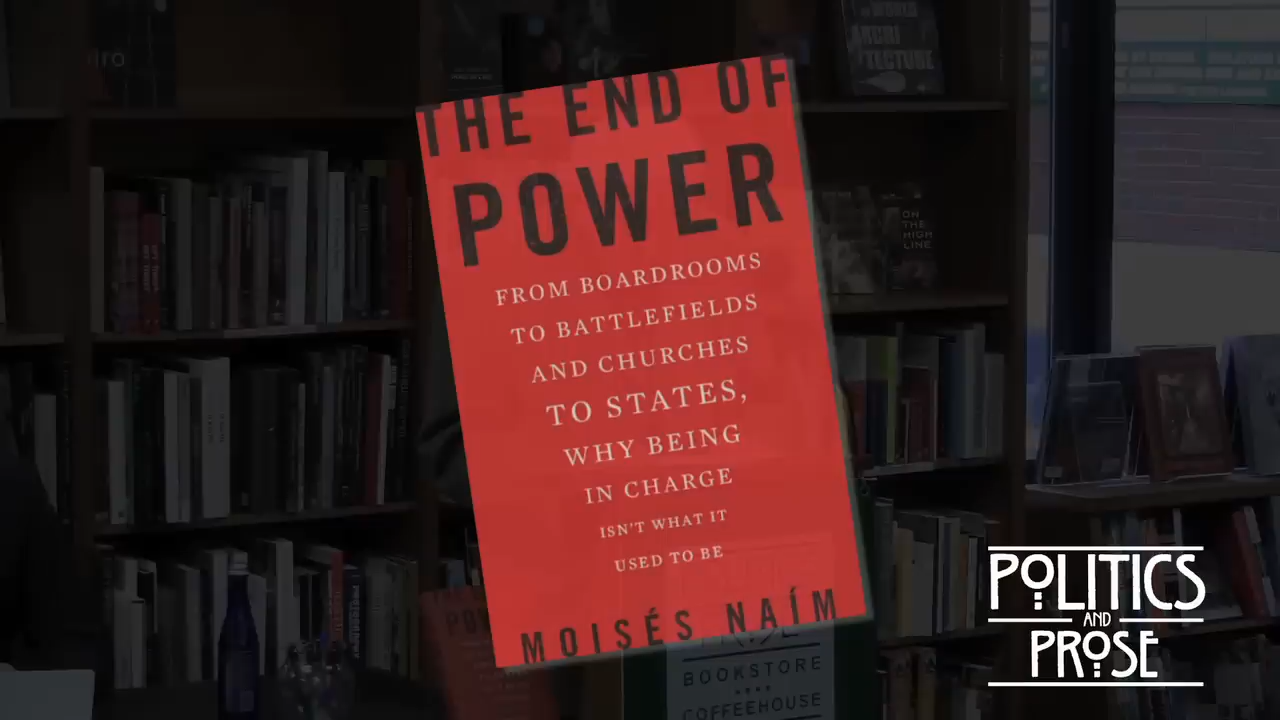 THE END OF
POWER
FROM BOARDROOMS
TO BATTLEFIELDS
AND CHURCHES
TO STATES,
WHY BEING
IN CHARGE
ISN'T WHAT IT
USED TO BE
MOISÉS NAÍM
ON
THE
HIGH
LINE
BOOKSTORE
COFFEEHOUSE
POLITICS
AND
PROSE